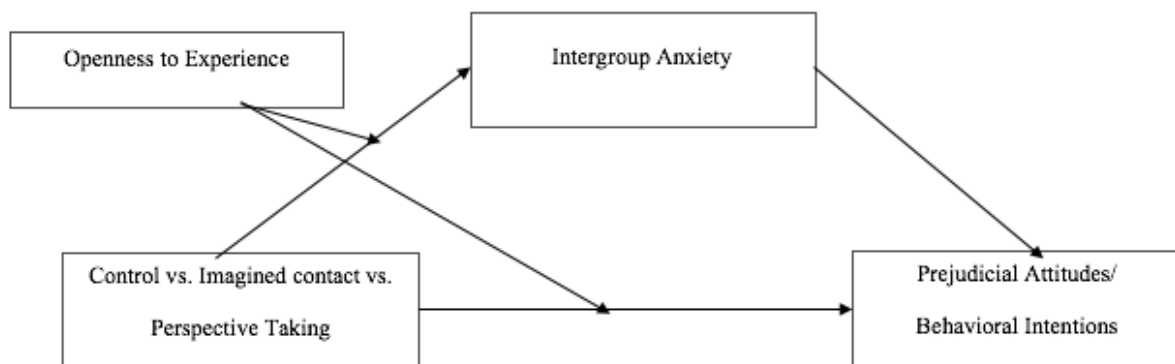 Openness to Experience
Intergroup Anxiety
Control vs. Imagined contact vs.
Perspective Taking
Prejudicial Attitudes/
Behavioral Intentions